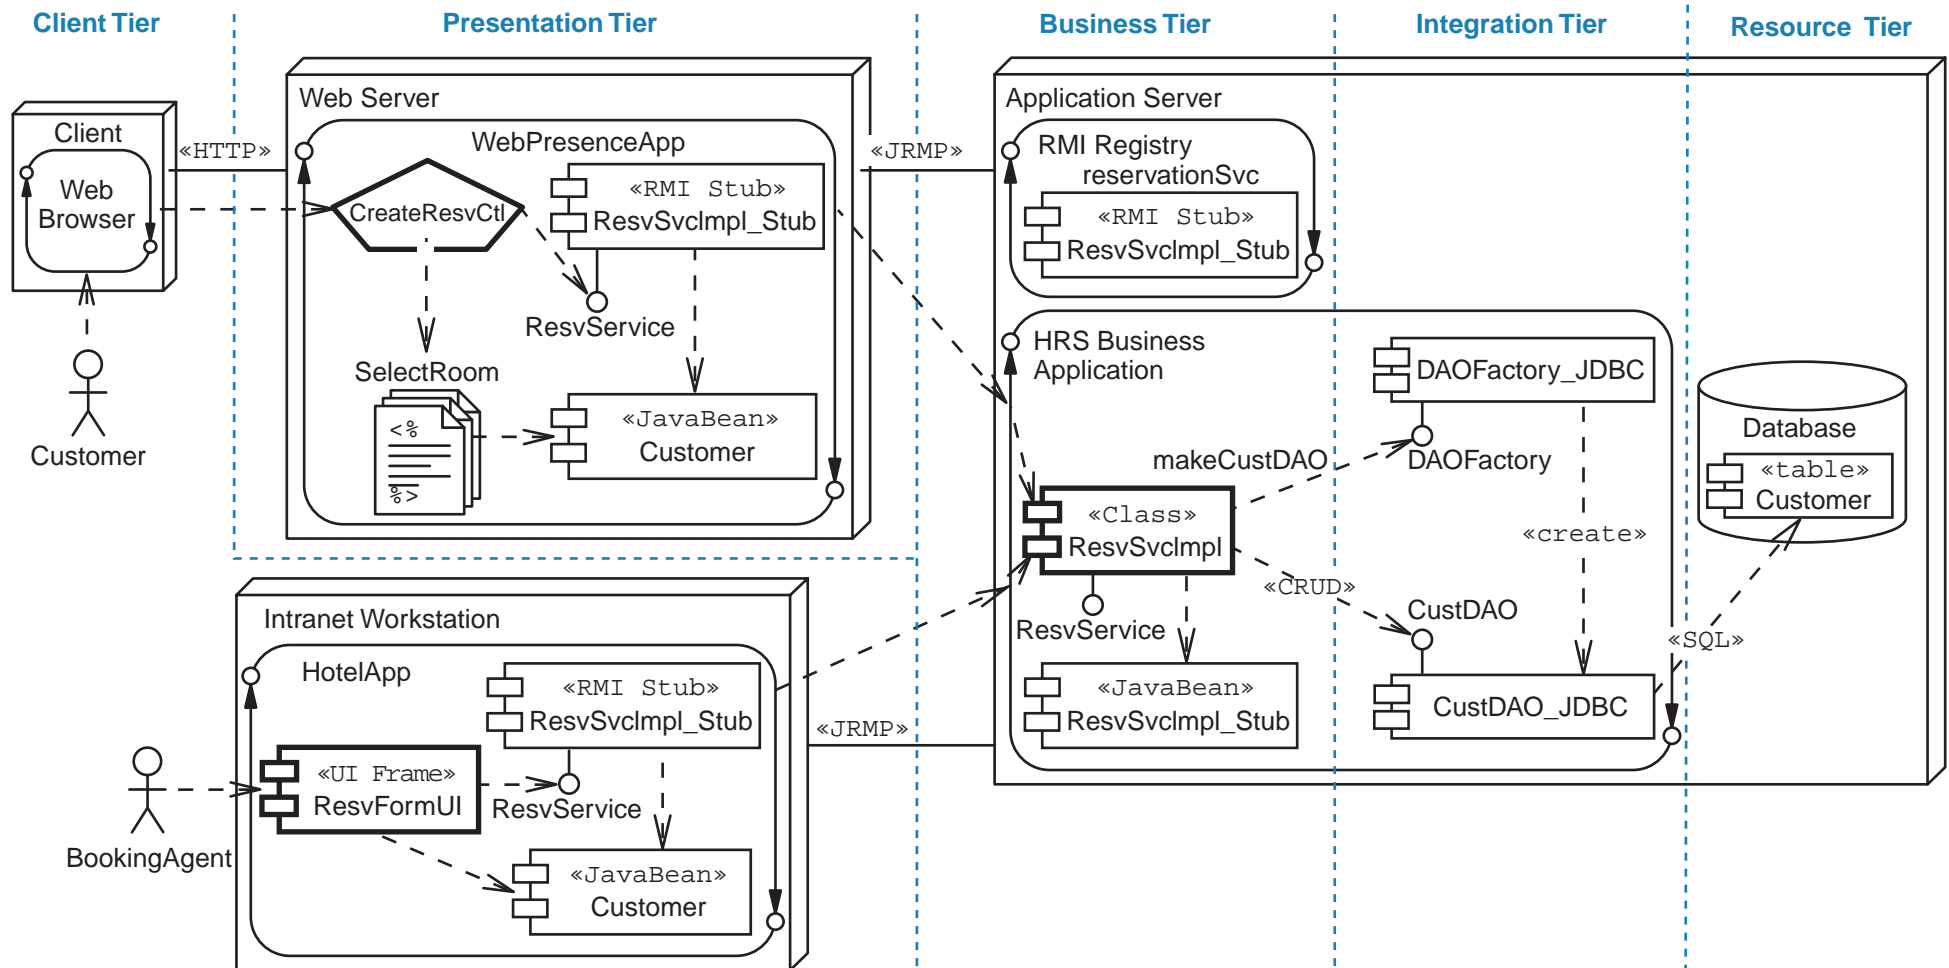 Client Tier
Presentation Tier
Business Tier
Integration Tier
Resource Tier
Client
Web
Browser
Customer
«HTTP»
Web Server
WebPresenceApp
CreateResvCtl
«RMI Stub»
ResvSvcImpl_Stub
ResvService
SelectRoom
<%
%>
«JavaBean»
Customer
«JRMP»
Application Server
RMI Registry
reservationSvc
«RMI Stub»
ResvSvcImpl_Stub
HRS Business
Application
DAOFactory_JDBC
makeCustDAO
DAOFactory
«Class»
ResvSvcImpl
«create»
«CRUD»
CustDAO
ResvService
«JavaBean»
ResvSvcImpl_Stub
CustDAO_JDBC
«SQL»
Database
«table»
Customer
Intranet Workstation
HotelApp
«RMI Stub»
ResvSvcImpl_Stub
«JRMP»
«UI Frame»
ResvFormUI
ResvService
BookingAgent
«JavaBean»
Customer